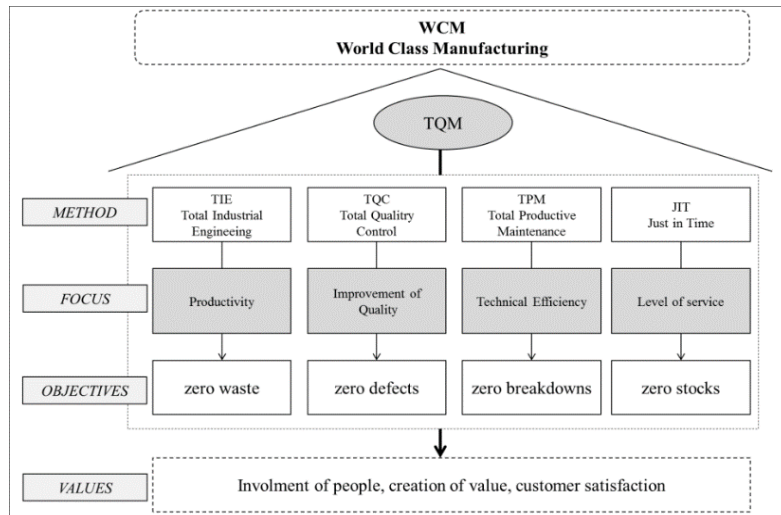 WCM
World Class Manufacturing
TQM
METHOD
TIE
Total Industrial
Engineeing
TQC
Total Qualitry
Control
TPM
Total Productive
Maintenance
JIT
Just in Time
FOCUS
Productivity
Improvement of
Quality
Technical Efficiency
Level of service
OBJECTIVES
zero waste
zero defects
zero breakdowns
zero stocks
VALUES
Involment of people, creation of value, customer satisfaction